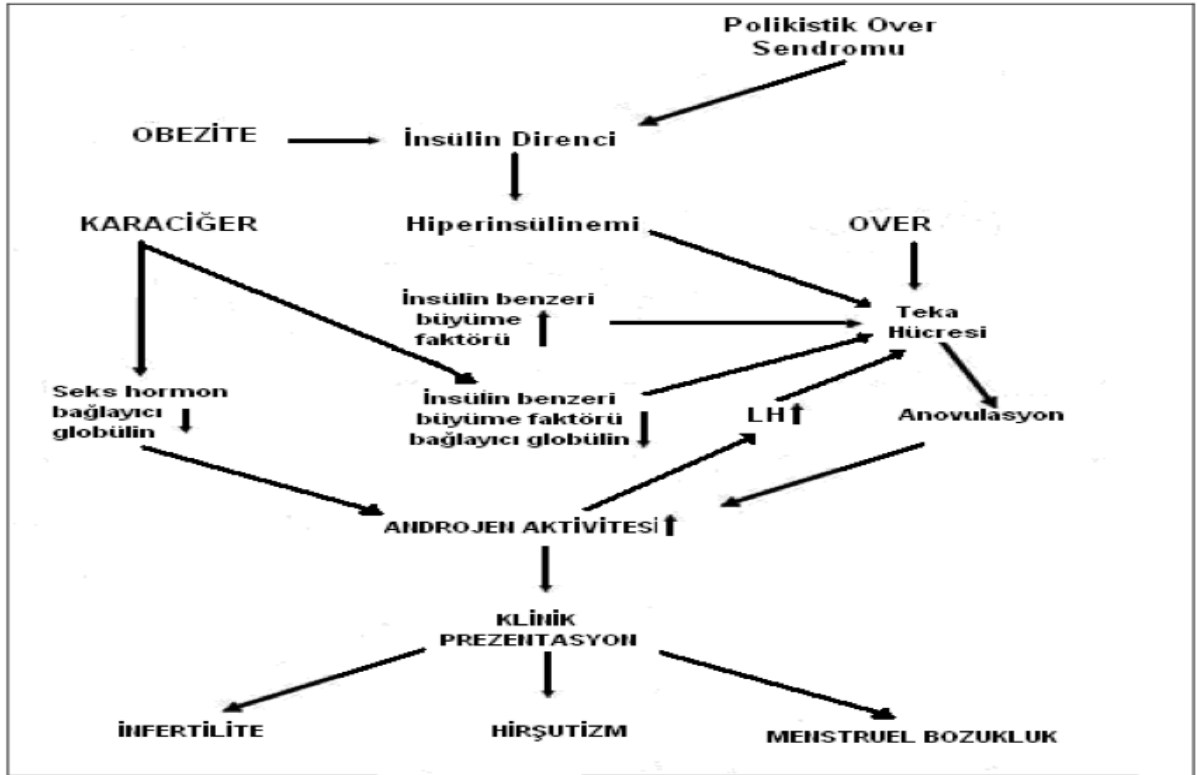 Polikistik Over
Sendromu
OBEZİTE
İnsülin Direnci
KARACİĞER
Hiperinsülinemi
OVER
İnsülin benzeri
büyüme
faktörü
Teka
Hücresi
Seks hormon
bağlayıcı
globülin
İnsülin benzeri
büyüme faktörü
bağlayıcı globülin
LH
Anovulasyon
ANDROJEN AKTİVİTESİ
KLİNİK
PREZENTASYON
İNFERTİLİTE
HİRŞUTİZM
MENSTRUEL BOZUKLUK